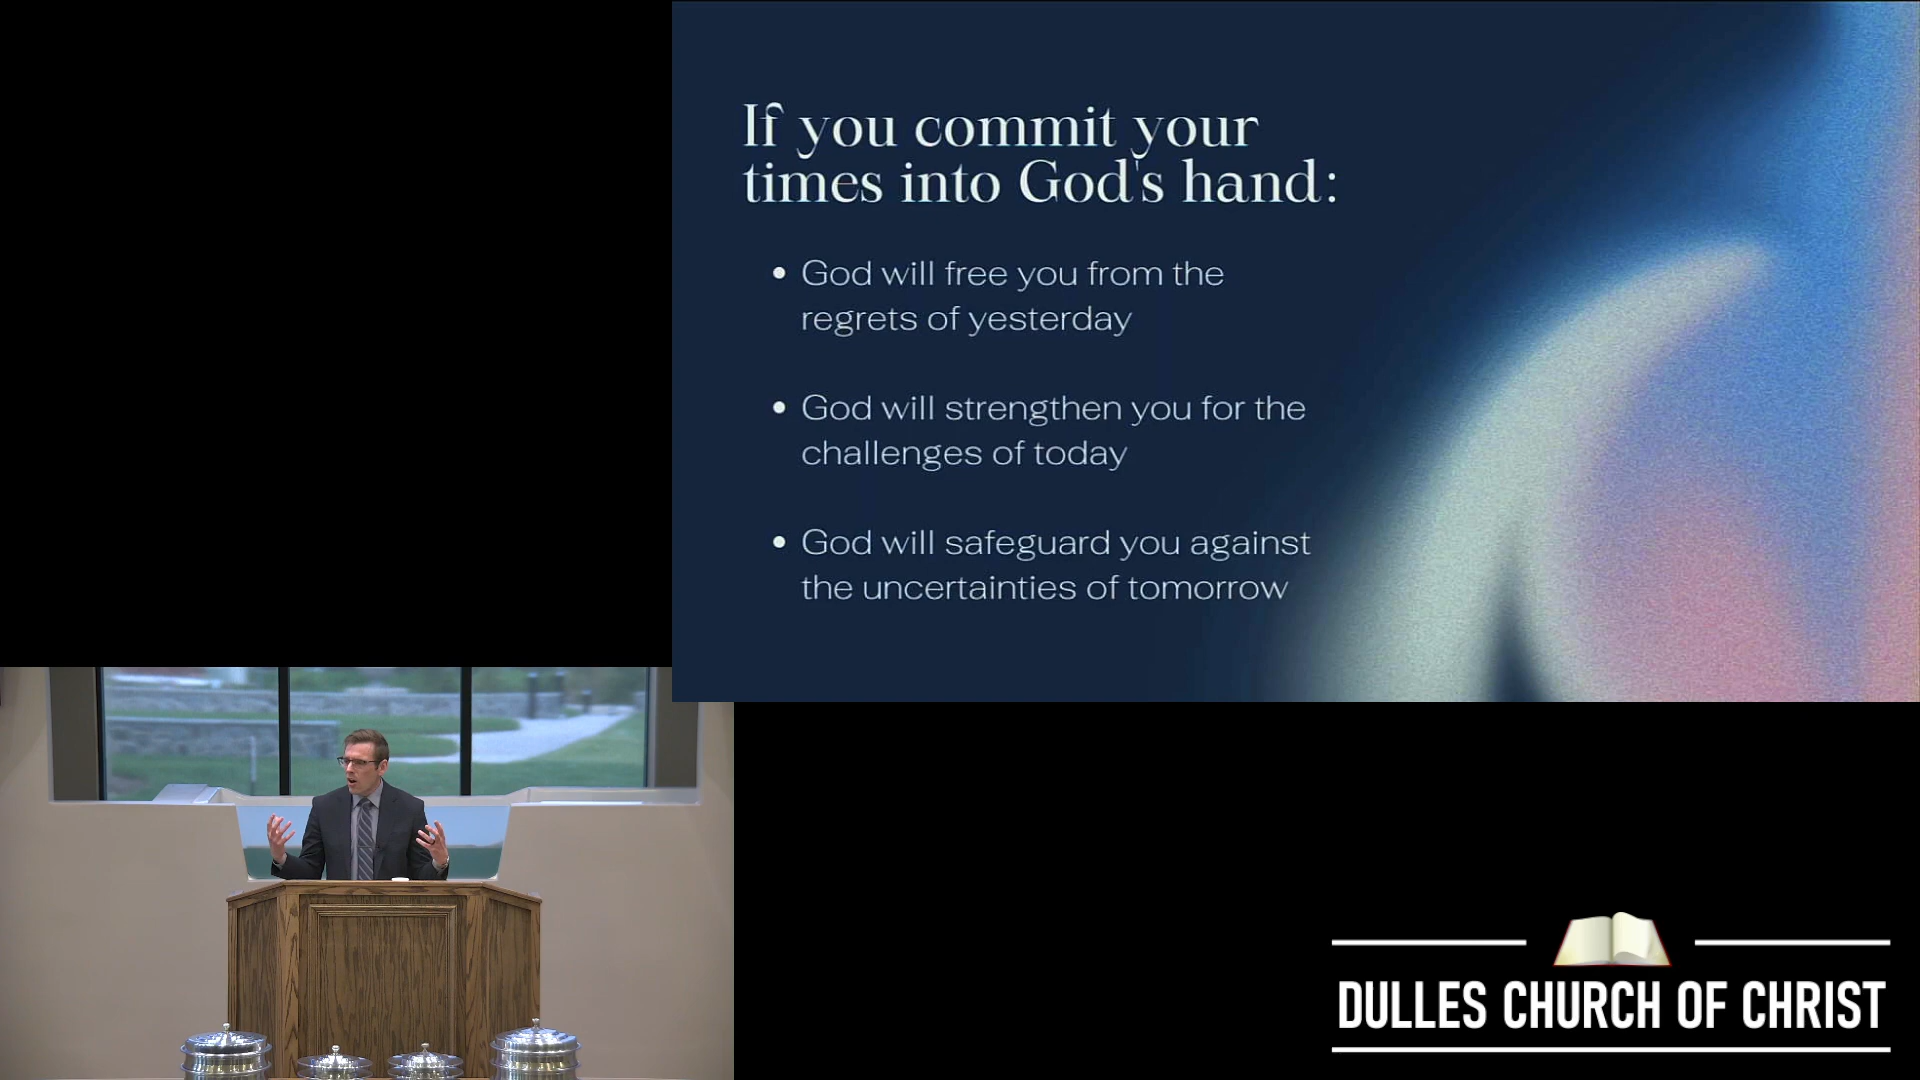 If you commit your
times into God's hand:
• God will free you from the
regrets of yesterday
• God will strengthen you for the
challenges of today
• God will safeguard you against
the uncertainties of tomorrow
DULLES CHURCH OF CHRIST